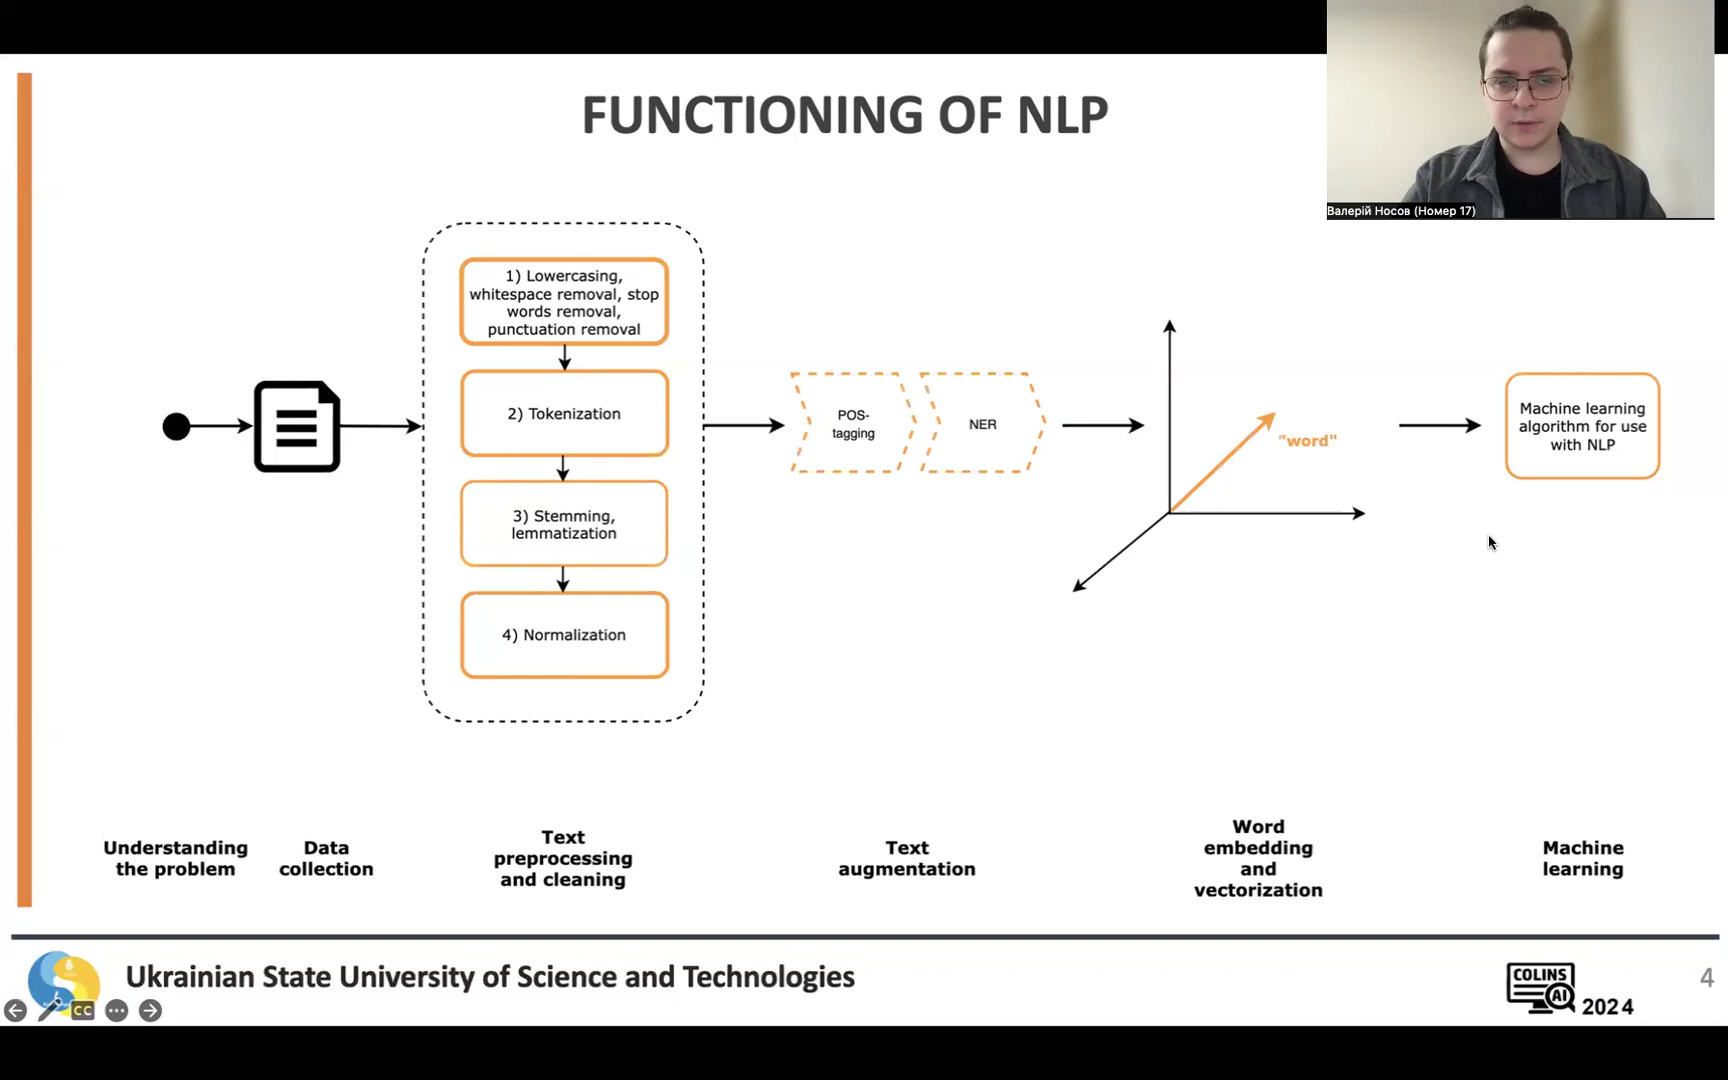 FUNCTIONING OF NLP
Валерій Носов (Номер 17)
1) Lowercasing,
whitespace removal, stop
words removal,
punctuation removal
2) Tokenization
3) Stemming,
lemmatization
4) Normalization
POS-
tagging
NER
"word"
Machine learning
algorithm for use
with NLP
Understanding
the problem
Data
collection
Text
preprocessing
and cleaning
Text
augmentation
Word
embedding
and
vectorization
Machine
learning
Ukrainian State University of Science and Technologies
CC
COLINS
AI
2024
4